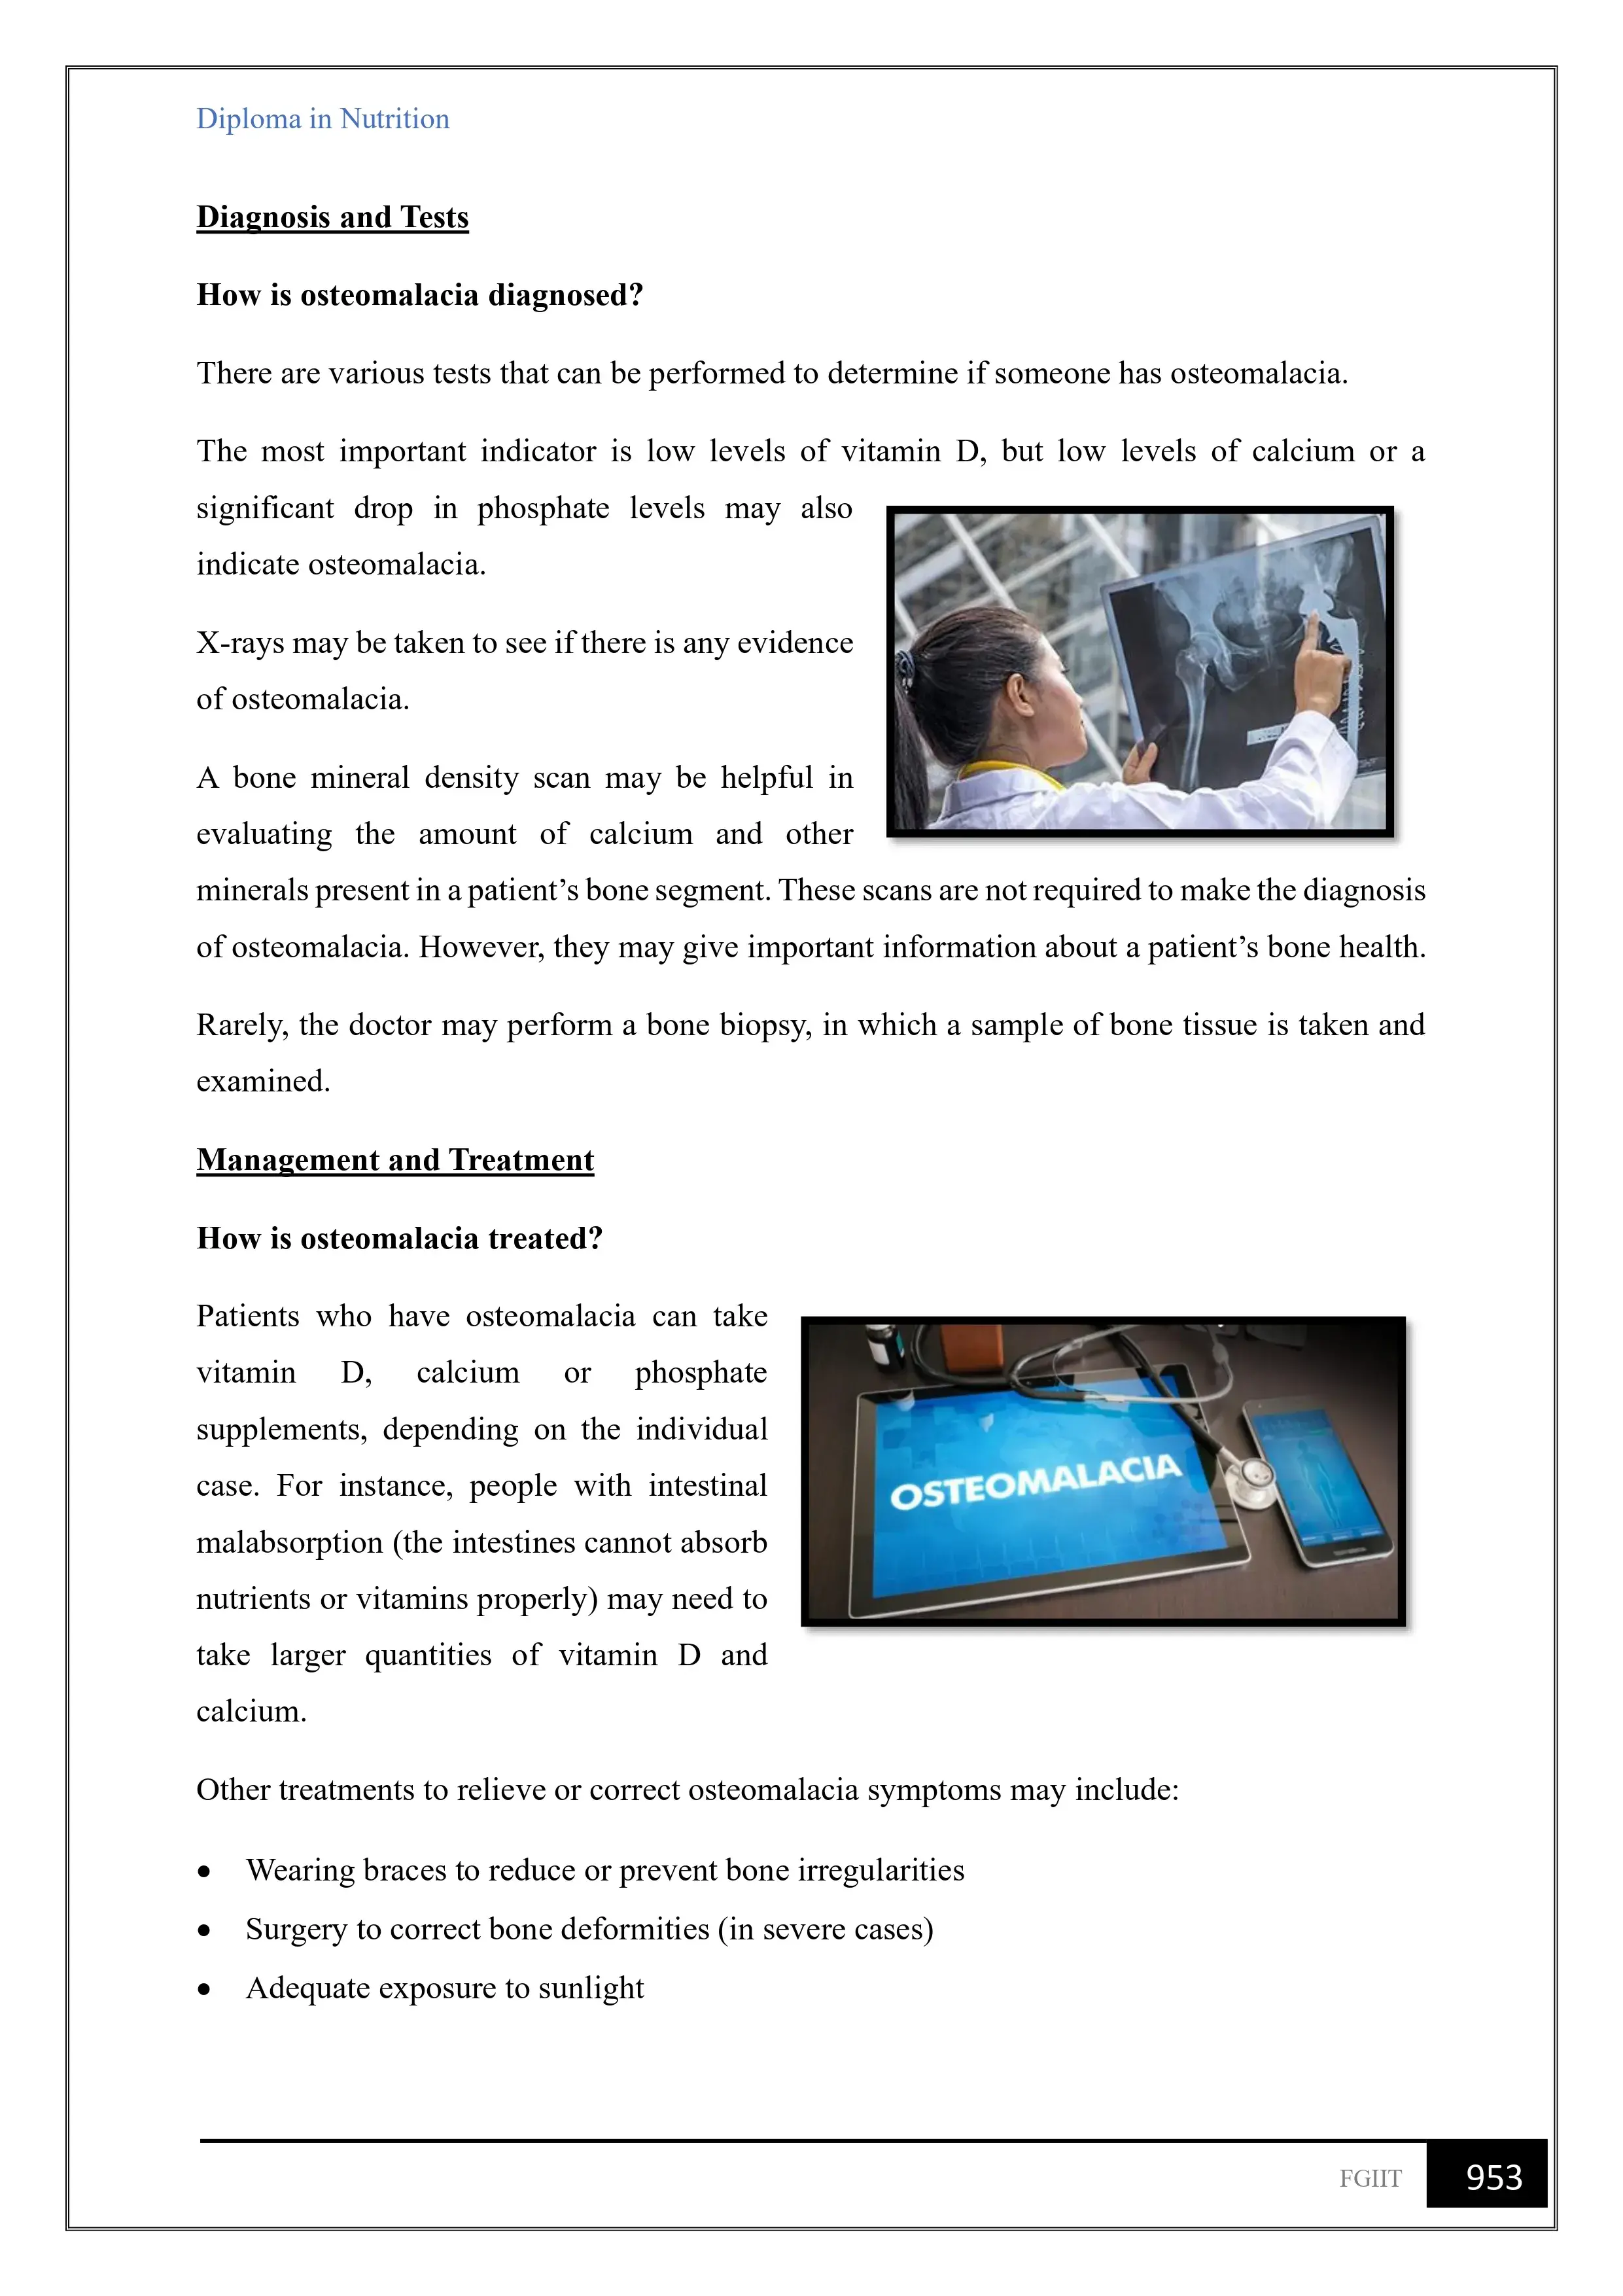 Diploma in Nutrition
Diagnosis and Tests
How is osteomalacia diagnosed?
There are various tests that can be performed to determine if someone has osteomalacia.
The most important indicator is low levels of vitamin D, but low levels of calcium or a
significant drop in phosphate levels may also
indicate osteomalacia.
X-rays may be taken to see if there is any evidence
of osteomalacia.
A bone mineral density scan may be helpful in
evaluating the amount of calcium and other
minerals present in a patient’s bone segment. These scans are not required to make the diagnosis
of osteomalacia. However, they may give important information about a patient’s bone health.
Rarely, the doctor may perform a bone biopsy, in which a sample of bone tissue is taken and
examined.
Management and Treatment
How is osteomalacia treated?
Patients who have osteomalacia can take
vitamin D, calcium or phosphate
supplements, depending on the individual
case. For instance, people with intestinal
malabsorption (the intestines cannot absorb
nutrients or vitamins properly) may need to
take larger quantities of vitamin D and
calcium.
OSTEOMALACIA
Other treatments to relieve or correct osteomalacia symptoms may include:
• Wearing braces to reduce or prevent bone irregularities
• Surgery to correct bone deformities (in severe cases)
• Adequate exposure to sunlight
FGIIT 953